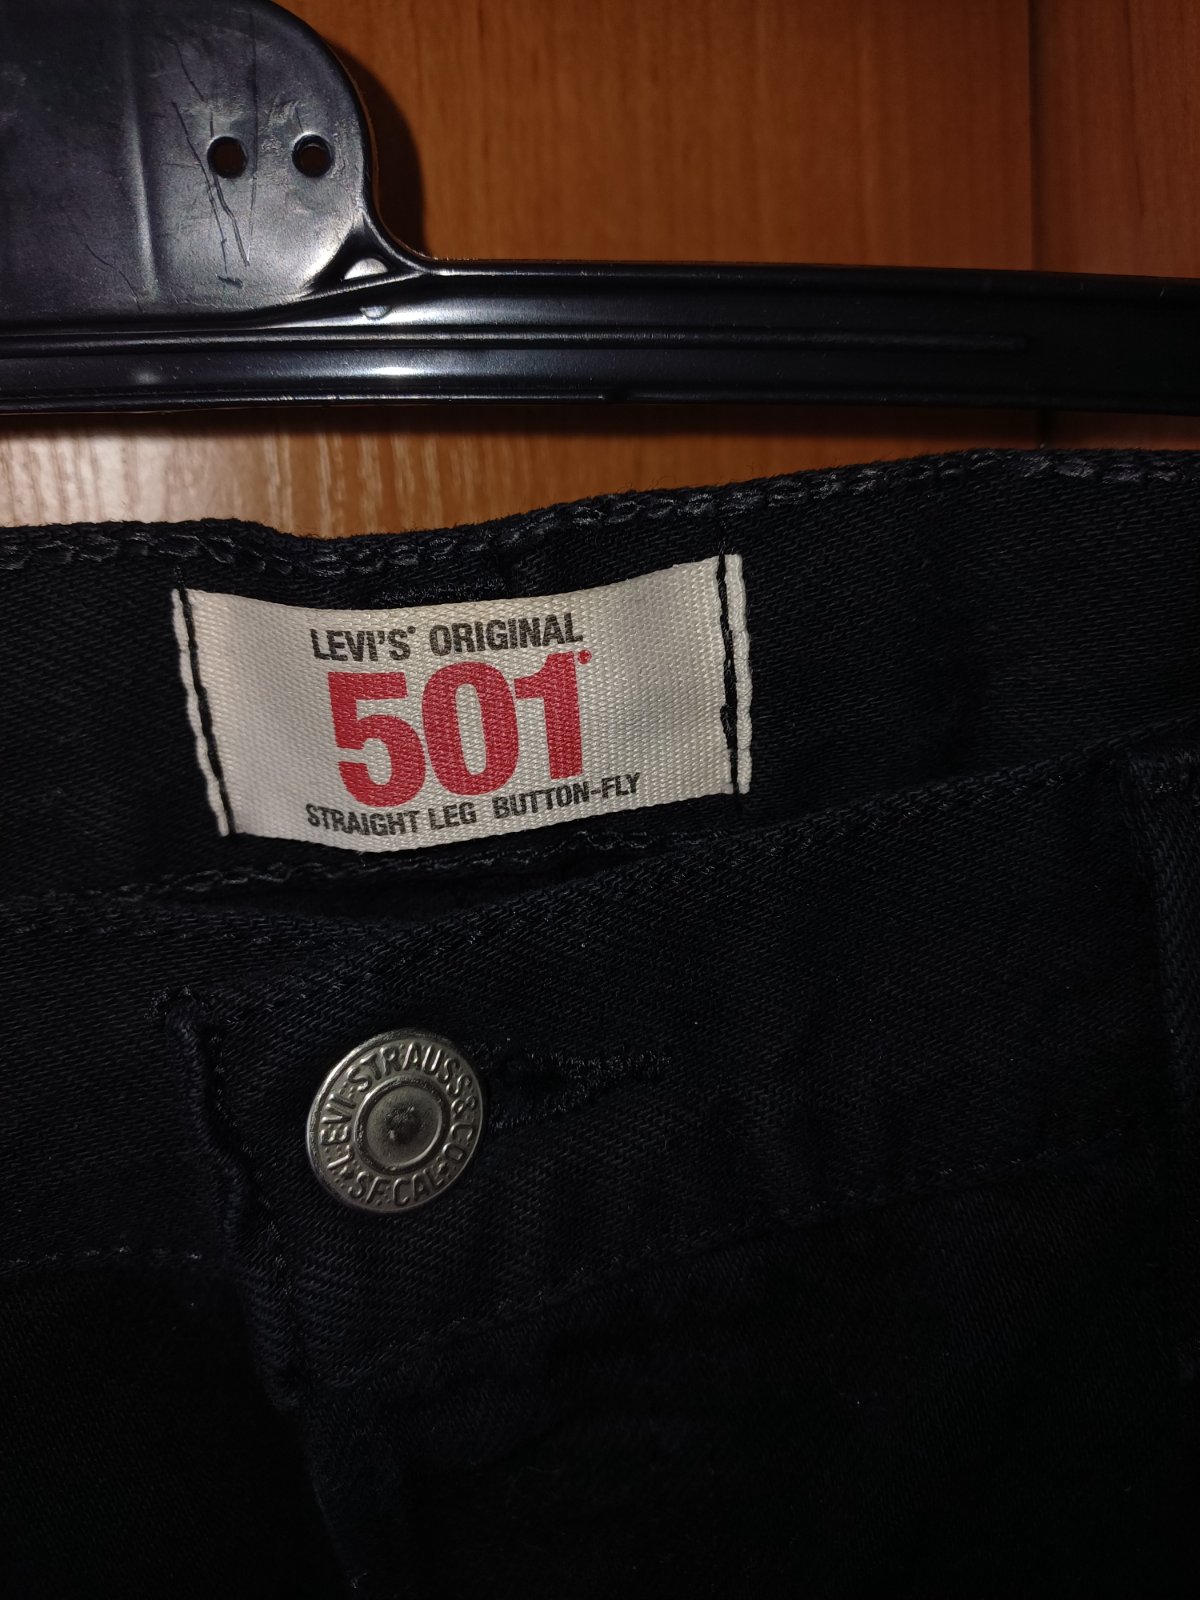 LEVI'S® ORIGINAL
501®
STRAIGHT LEG BUTTON-FLY
LEVI STRAUSS & CO
S.F. CAL.